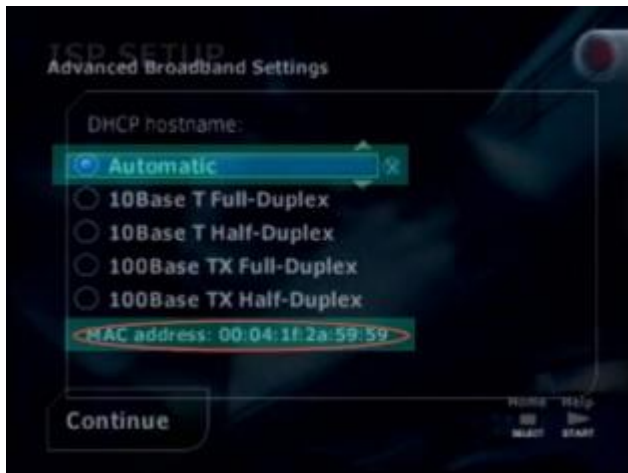 ISP SETUP
Advanced Broadband Settings
DHCP hostname:
Automatic
10Base T Full-Duplex
10Base T Half-Duplex
100Base TX Full-Duplex
100Base TX Half-Duplex
MAC address: 00:04:1f:2a:59:59
Continue
Home Help
SELECT START